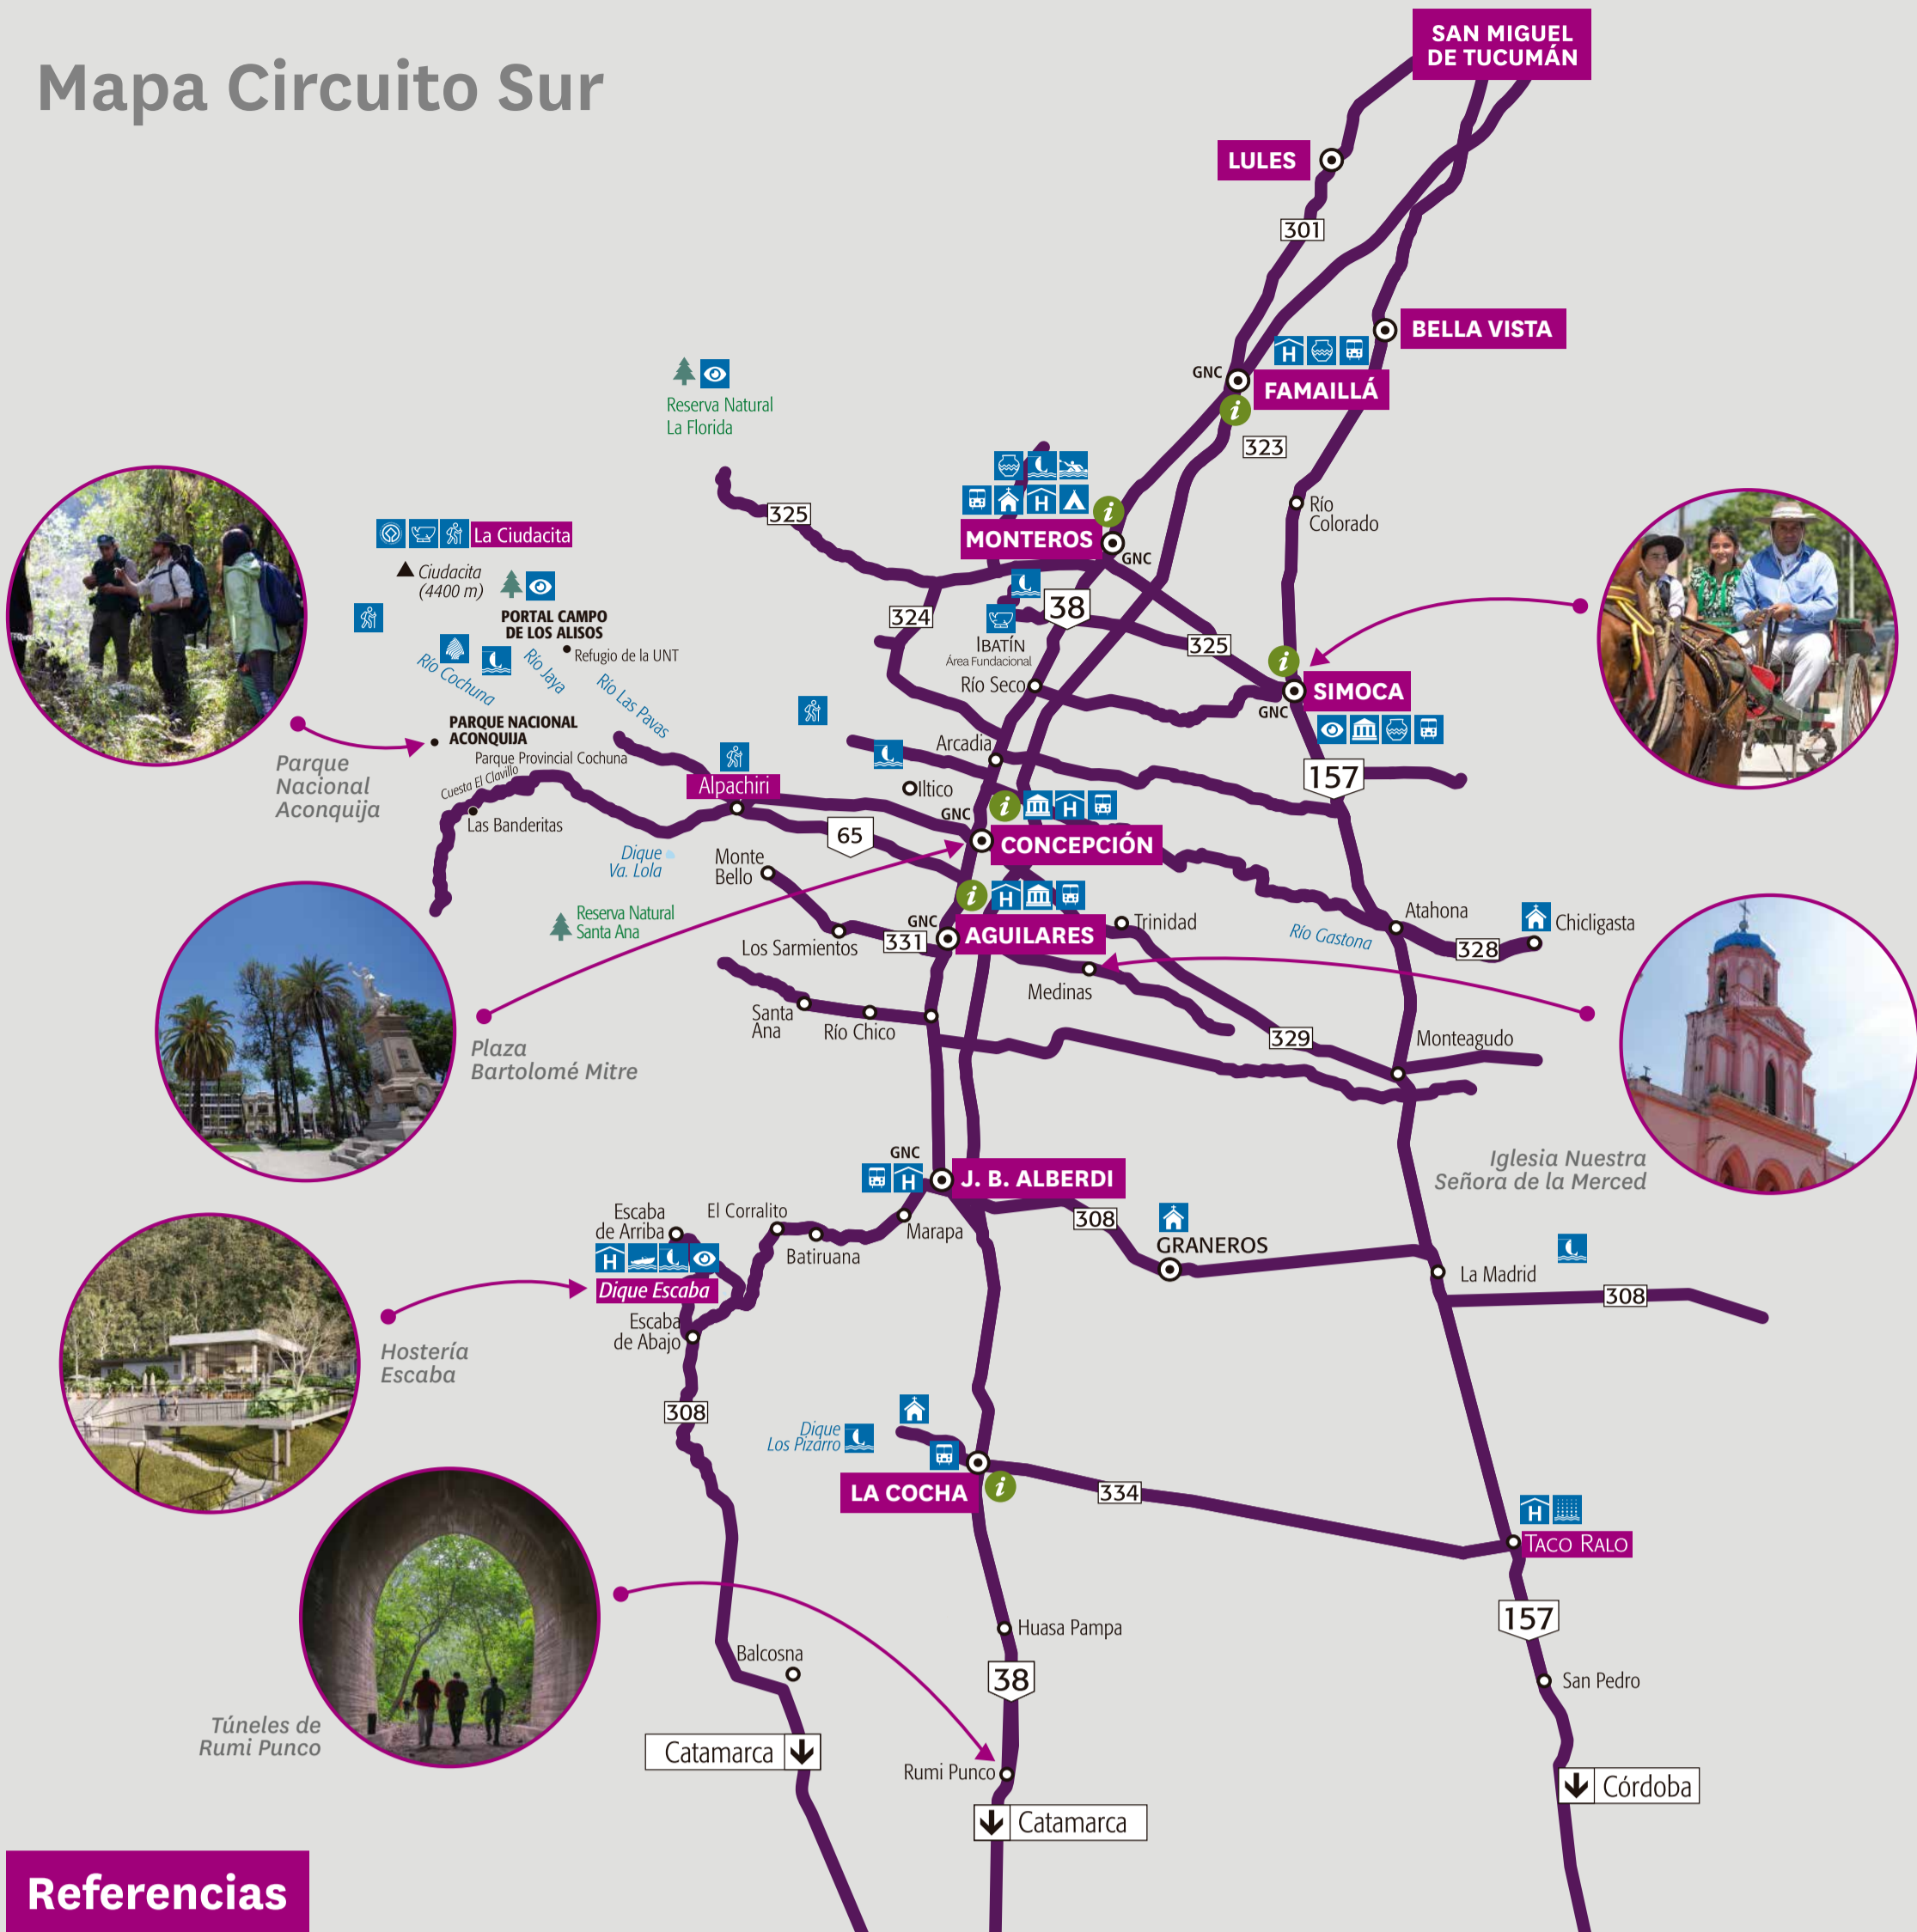 Mapa Circuito Sur
SAN MIGUEL
DE TUCUMÁN
LULES
301
BELLA VISTA
GNC
FAMAILLÁ
i
323
Reserva Natural
La Florida
325
Río
Colorado
i
MONTEROS
GNC
La Ciudacita
Ciudacita
(4400 m)
PORTAL CAMPO
DE LOS ALISOS
Refugio de la UNT
Río Cochuna
Río Jaya
Río Las Pavas
324
38
IBATÍN
Área Fundacional
325
Río Seco
i
SIMOCA
GNC
157
PARQUE NACIONAL
ACONQUIJA
Parque Provincial Cochuna
Cuesta El Clavillo
Las Banderitas
Parque
Nacional
Aconquija
Alpachiri
Arcadia
Iltico
GNC
i
CONCEPCIÓN
65
Dique
Va. Lola
Monte
Bello
Reserva Natural
Santa Ana
i
GNC
AGUILARES
331
Los Sarmientos
Trinidad
Medinas
Río Gastona
Atahona
328
Chicligasta
Santa
Ana
Río Chico
329
Monteagudo
Plaza
Bartolomé Mitre
Iglesia Nuestra
Señora de la Merced
GNC
J. B. ALBERDI
Escaba
de Arriba
El Corralito
Batiruana
Marapa
308
GRANEROS
La Madrid
308
Dique Escaba
Escaba
de Abajo
Hostería
Escaba
308
Dique
Los Pizarro
LA COCHA
i
334
TACO RALO
157
Huasa Pampa
38
San Pedro
Balcosna
Túneles de
Rumi Punco
Catamarca
Rumi Punco
Catamarca
Córdoba
Referencias